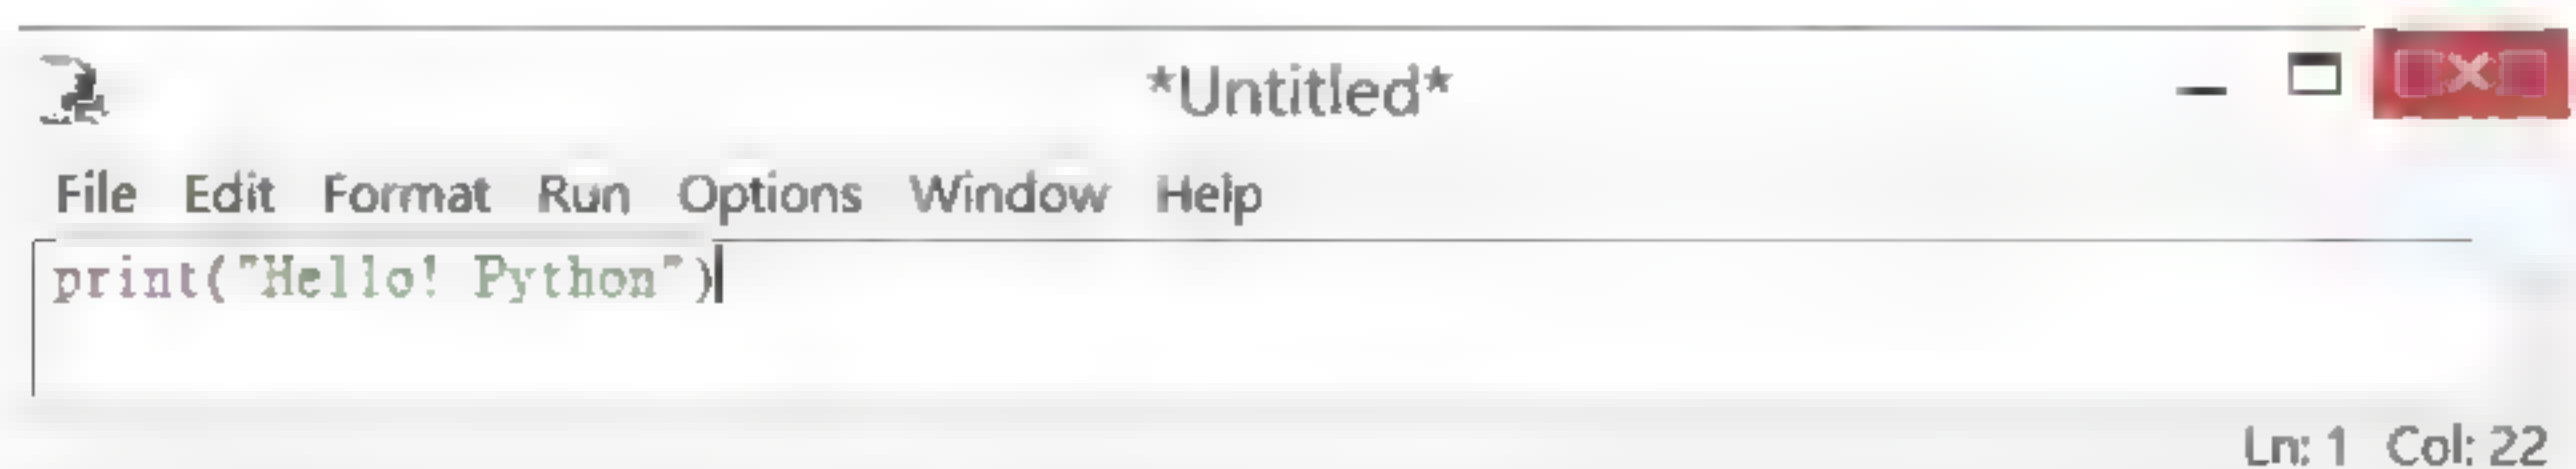 *Untitled*
File Edit Format Run Options Window Help
print("Hello! Python")
Ln: 1 Col: 22